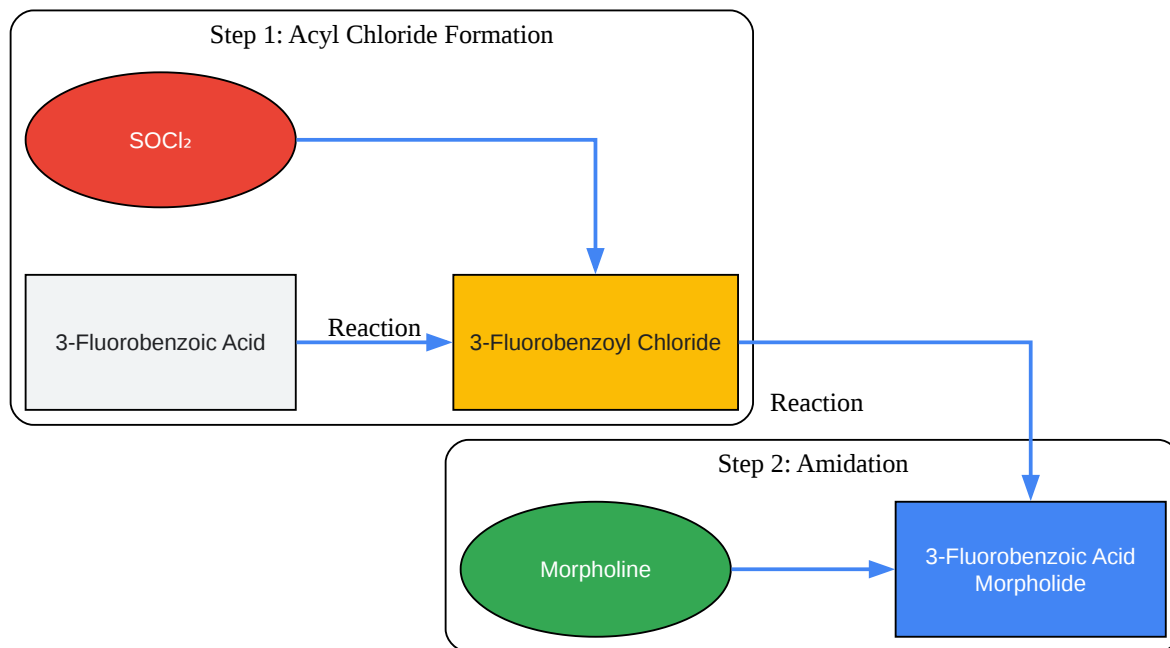 Step 1: Acyl Chloride Formation
SOCl₂
3-Fluorobenzoic Acid
Reaction
3-Fluorobenzoyl Chloride
Reaction
Step 2: Amidation
Morpholine
3-Fluorobenzoic Acid
Morpholide